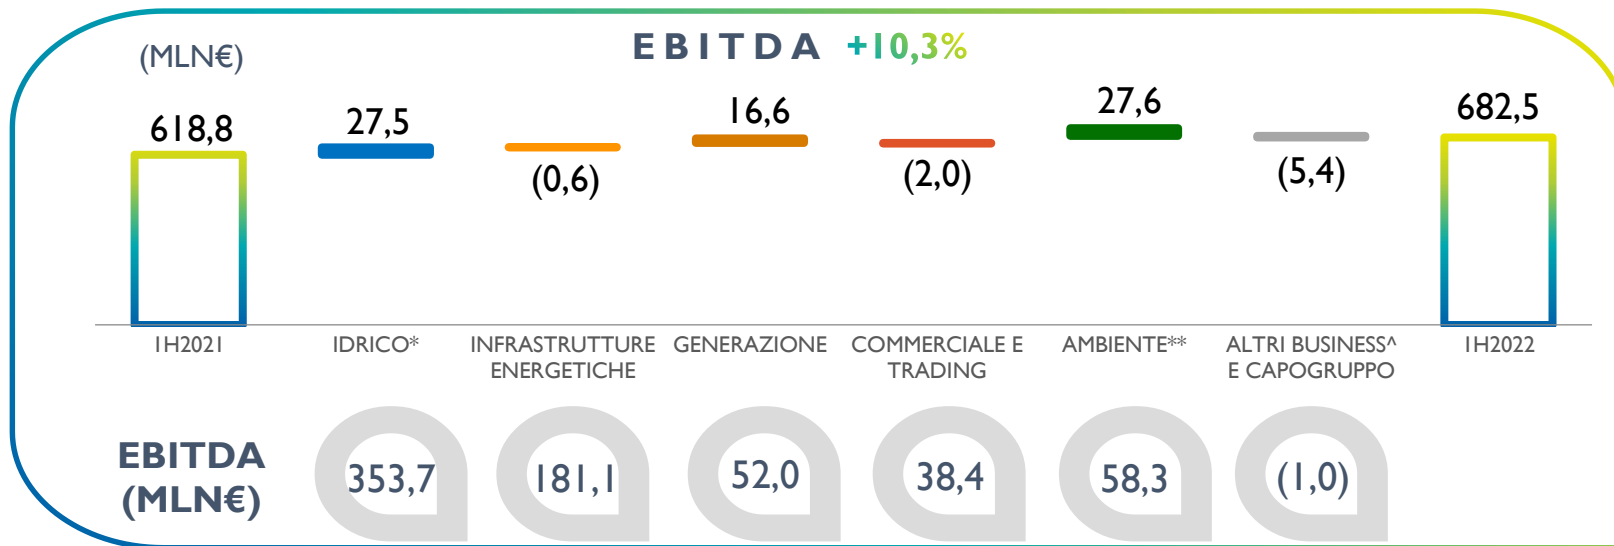 (MLN€)
EBITDA +10,3%
618,8
27,5
(0,6)
16,6
(2,0)
27,6
(5,4)
682,5
1H2021
IDRICO*
INFRASTRUTTURE
ENERGETICHE
GENERAZIONE
COMMERCIALE E
TRADING
AMBIENTE**
ALTRI BUSINESS^
E CAPOGRUPPO
1H2022
EBITDA
(MLN€)
353,7
181,1
52,0
38,4
58,3
(1,0)